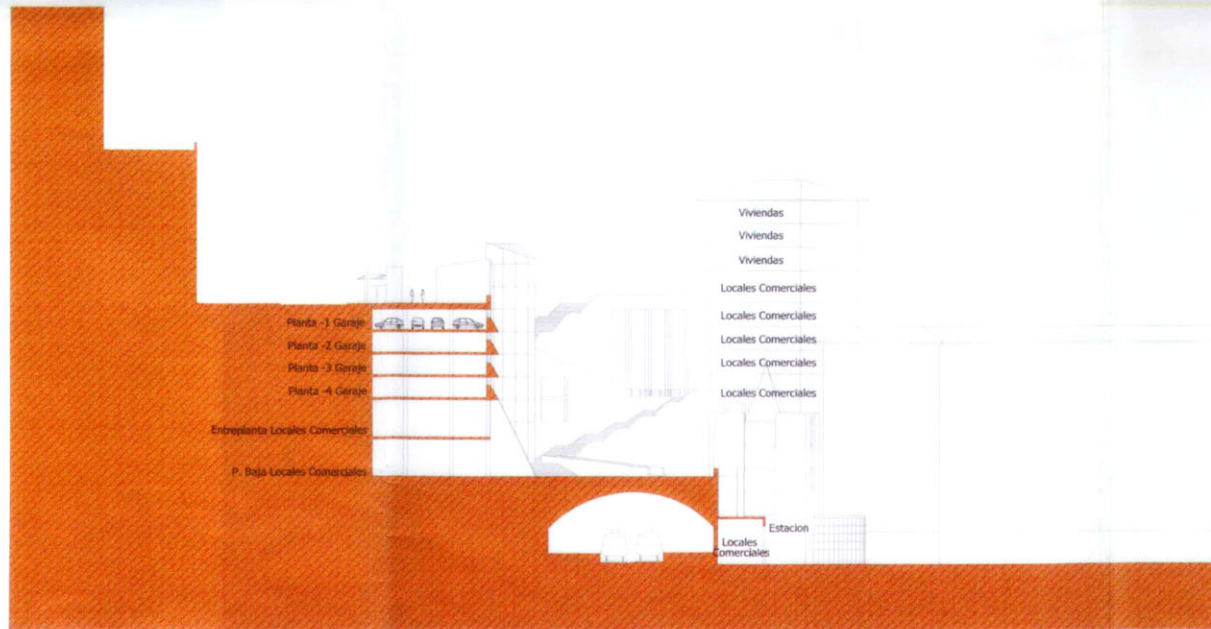 Viviendas
Viviendas
Viviendas
Locales Comerciales
Locales Comerciales
Locales Comerciales
Locales Comerciales
Locales Comerciales
Planta -1 Garaje
Planta -2 Garaje
Planta -3 Garaje
Planta -4 Garaje
Entreplanta Locales Comerciales
P. Baja Locales Comerciales
Estacion
Locales
Comerciales